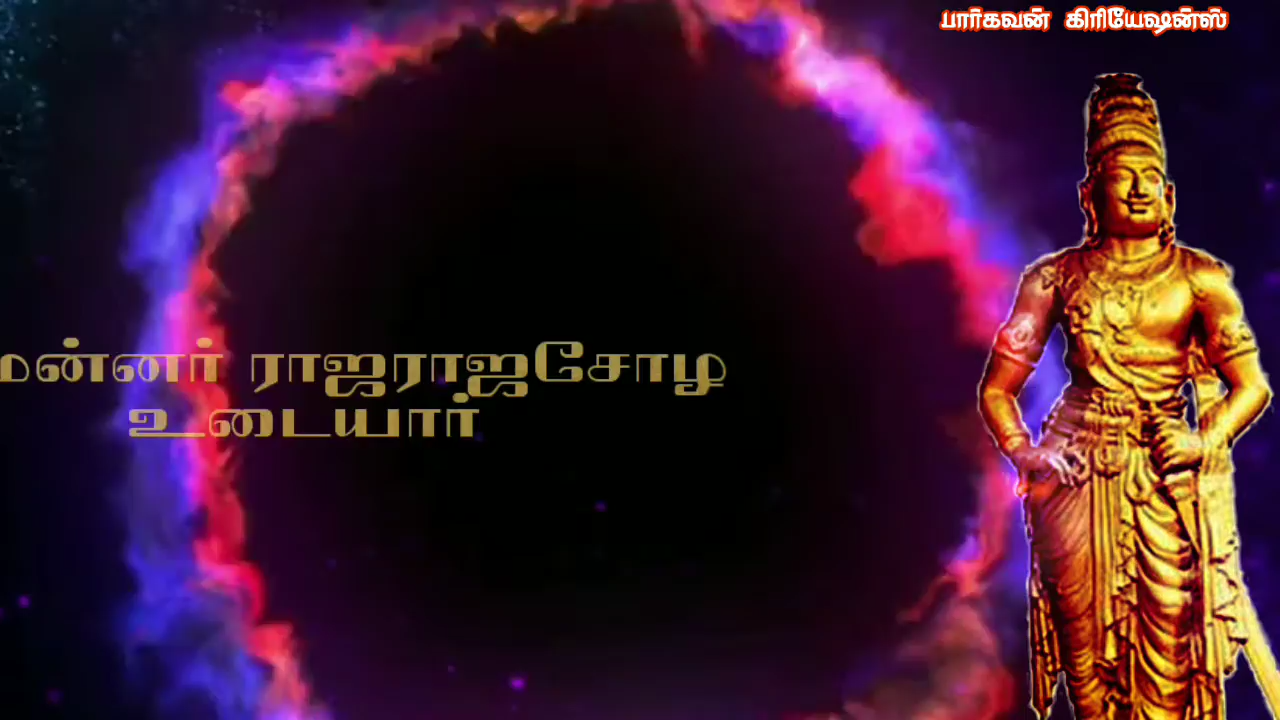 பார்கவன் கிரியேஷன்ஸ்
மன்னர் ராஜராஜசோழ
உடையார்